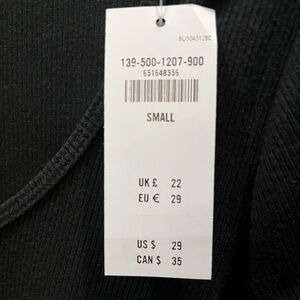 139-500-1207-900
651648356
SMALL
UK £ 22
EU € 29
US $ 29
CAN $ 35